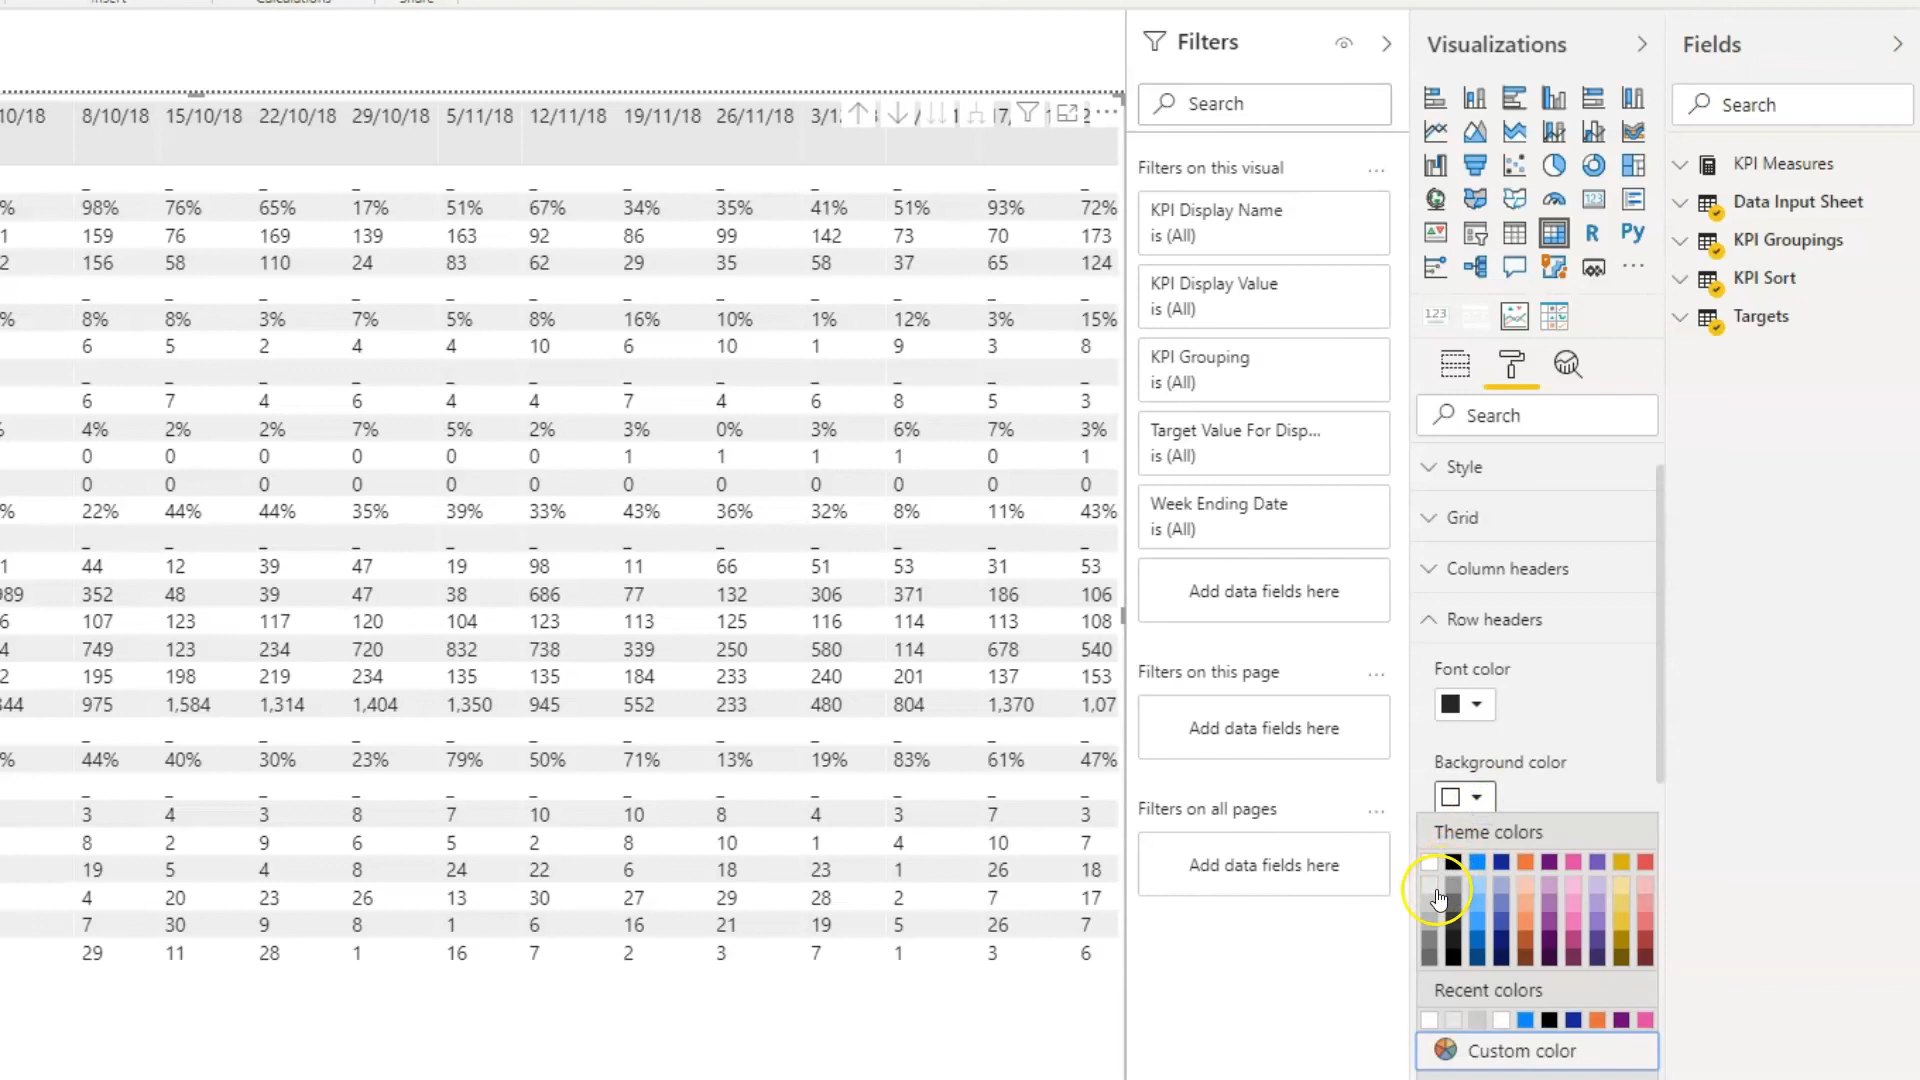 Insert Calculations Share
Filters
Visualizations
Fields
Search
Search
10/18 8/10/18 15/10/18 22/10/18 29/10/18 5/11/18 12/11/18 19/11/18 26/11/18 3/1
Filters on this visual
KPI Measures
_ _ _ _ _ _ _ _ _ _ _ _
% 98% 76% 65% 17% 51% 67% 34% 35% 41% 51% 93% 72%
1 159 76 169 139 163 92 86 99 142 73 70 173
2 156 58 110 24 83 62 29 35 58 37 65 124
_ _ _ _ _ _ _ _ _ _ _ _
% 8% 8% 3% 7% 5% 8% 16% 10% 1% 12% 3% 15%
6 5 2 4 4 10 6 10 1 9 3 8
_ _ _ _ _ _ _ _ _ _ _ _
6 7 4 6 4 4 7 4 6 8 5 3
% 4% 2% 2% 7% 5% 2% 3% 0% 3% 6% 7% 3%
0 0 0 0 0 0 1 1 1 1 0 1
0 0 0 0 0 0 0 0 0 0 0 0
% 22% 44% 44% 35% 39% 33% 43% 36% 32% 8% 11% 43%
_ _ _ _ _ _ _ _ _ _ _ _
1 44 12 39 47 19 98 11 66 51 53 31 53
989 352 48 39 47 38 686 77 132 306 371 186 106
6 107 123 117 120 104 123 113 125 116 114 113 108
4 749 123 234 720 832 738 339 250 580 114 678 540
2 195 198 219 234 135 135 184 233 240 201 137 153
344 975 1,584 1,314 1,404 1,350 945 552 233 480 804 1,370 1,07
_ _ _ _ _ _ _ _ _ _ _ _
% 44% 40% 30% 23% 79% 50% 71% 13% 19% 83% 61% 47%
_ _ _ _ _ _ _ _ _ _ _ _
3 4 3 8 7 10 10 8 4 3 7 3
8 2 9 6 5 2 8 10 1 4 10 7
19 5 4 8 24 22 6 18 23 1 26 18
4 20 23 26 13 30 27 29 28 2 7 17
7 30 9 8 1 6 16 21 19 5 26 7
29 11 28 1 16 7 2 3 7 1 3 6
KPI Display Name
is (All)
KPI Display Value
is (All)
KPI Grouping
is (All)
Target Value For Disp...
is (All)
Week Ending Date
is (All)
Add data fields here
Filters on this page
Add data fields here
Filters on all pages
Add data fields here
123
R Py
123
Search
Style
Grid
Column headers
Row headers
Font color
Background color
Theme colors
Recent colors
Custom color
Data Input Sheet
KPI Groupings
KPI Sort
Targets